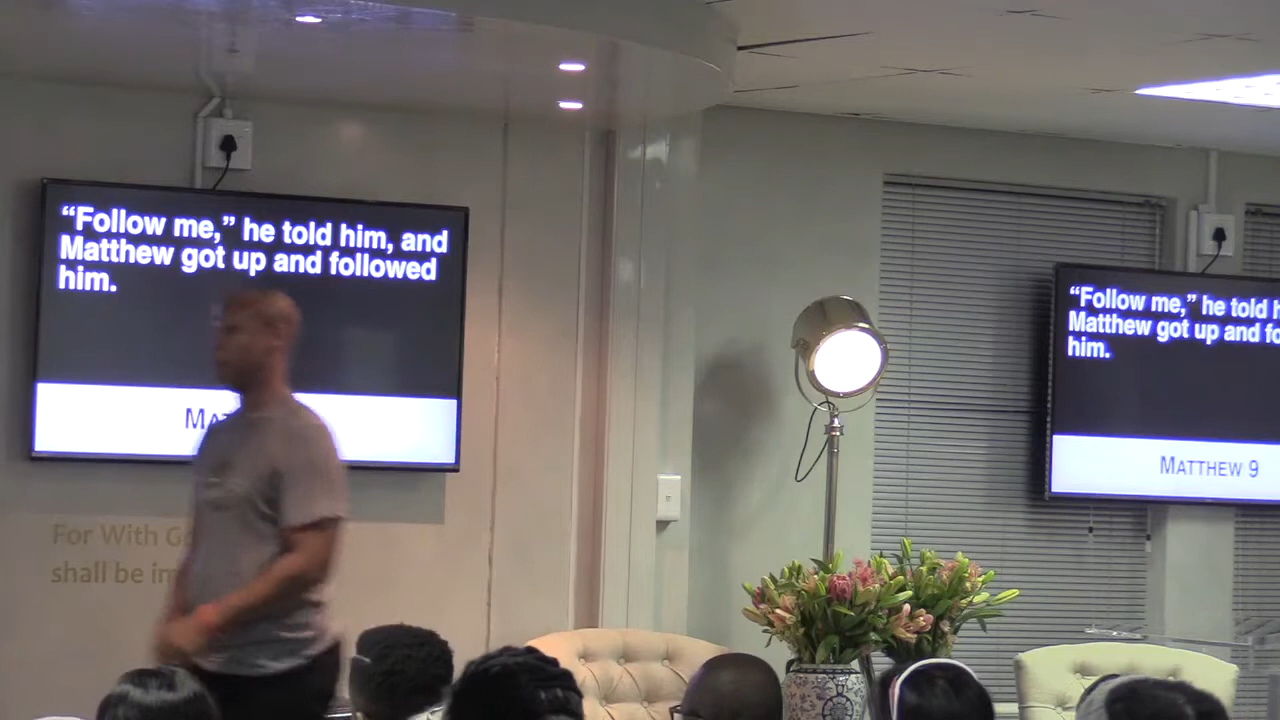 “Follow me,” he told him, and
Matthew got up and followed
him.
For With
shall be
“Follow me,” he told
Matthew got up and
him.
Matthew 9